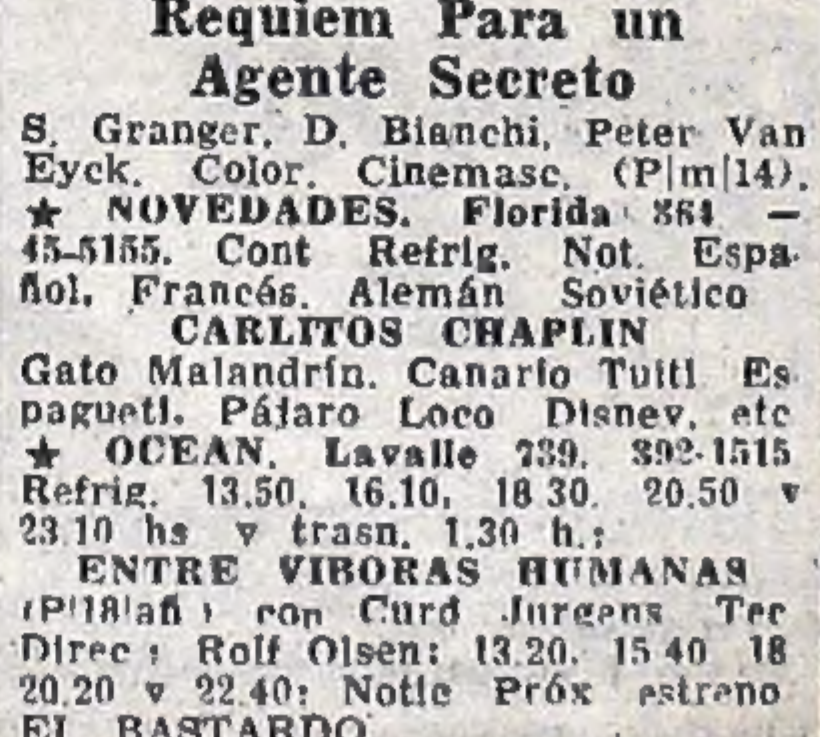 Requiem Para un
Agente Secreto
S. Granger. D. Bianchi, Peter Van
Eyck. Color. Cinemasc. (P|m|14).
★ NOVEDADES. Florida 864 —
45-5155. Cont Refrig. Not. Espa-
ñol. Francés. Alemán Soviético
CARLITOS CHAPLIN
Gato Malandrín. Canario Tuiti Es-
pagueti. Pájaro Loco Disney. etc
★ OCEAN. Lavalle 739. 392-1515
Refrig. 13.50. 16.10. 18 30. 20.50 y
23.10 hs y trasn. 1.30 h.:
ENTRE VIBORAS HUMANAS
(P|18|añ) con Curd Jurgens Tec
Direc: Rolf Olsen: 13.20. 15 40 18
20.20 y 22.40: Notic Próx estreno
EL BASTARDO